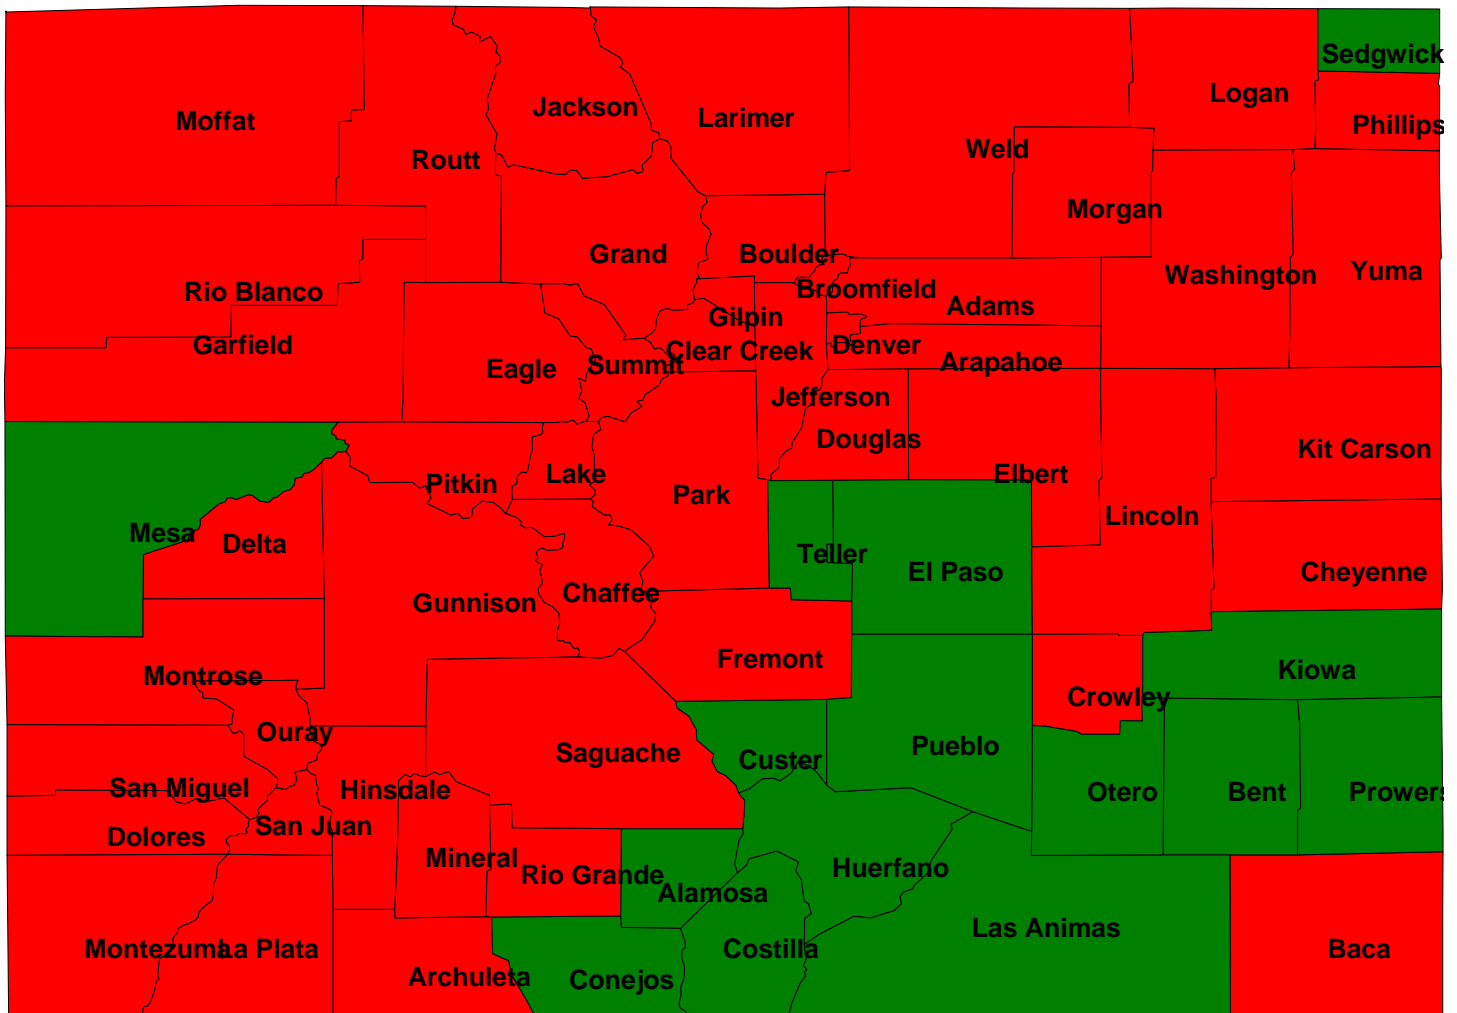 Sedgwick
Logan
Jackson
Larimer
Moffat
Phillips
Weld
Routt
Morgan
Grand
Boulder
Washington
Yuma
Rio Blanco
Broomfield
Adams
Gilpin
Garfield
Denver
Clear Creek
Arapahoe
Summit
Eagle
Jefferson
Douglas
Kit Carson
Elbert
Lake
Pitkin
Park
Lincoln
Mesa
Delta
Teller
El Paso
Cheyenne
Chaffee
Gunnison
Fremont
Kiowa
Montrose
Crowley
Ouray
Pueblo
Saguache
Custer
San Miguel
Hinsdale
Otero
Bent
Prowers
San Juan
Dolores
Mineral
Huerfano
Rio Grande
Alamosa
Las Animas
Montezuma
La Plata
Costilla
Baca
Archuleta
Conejos